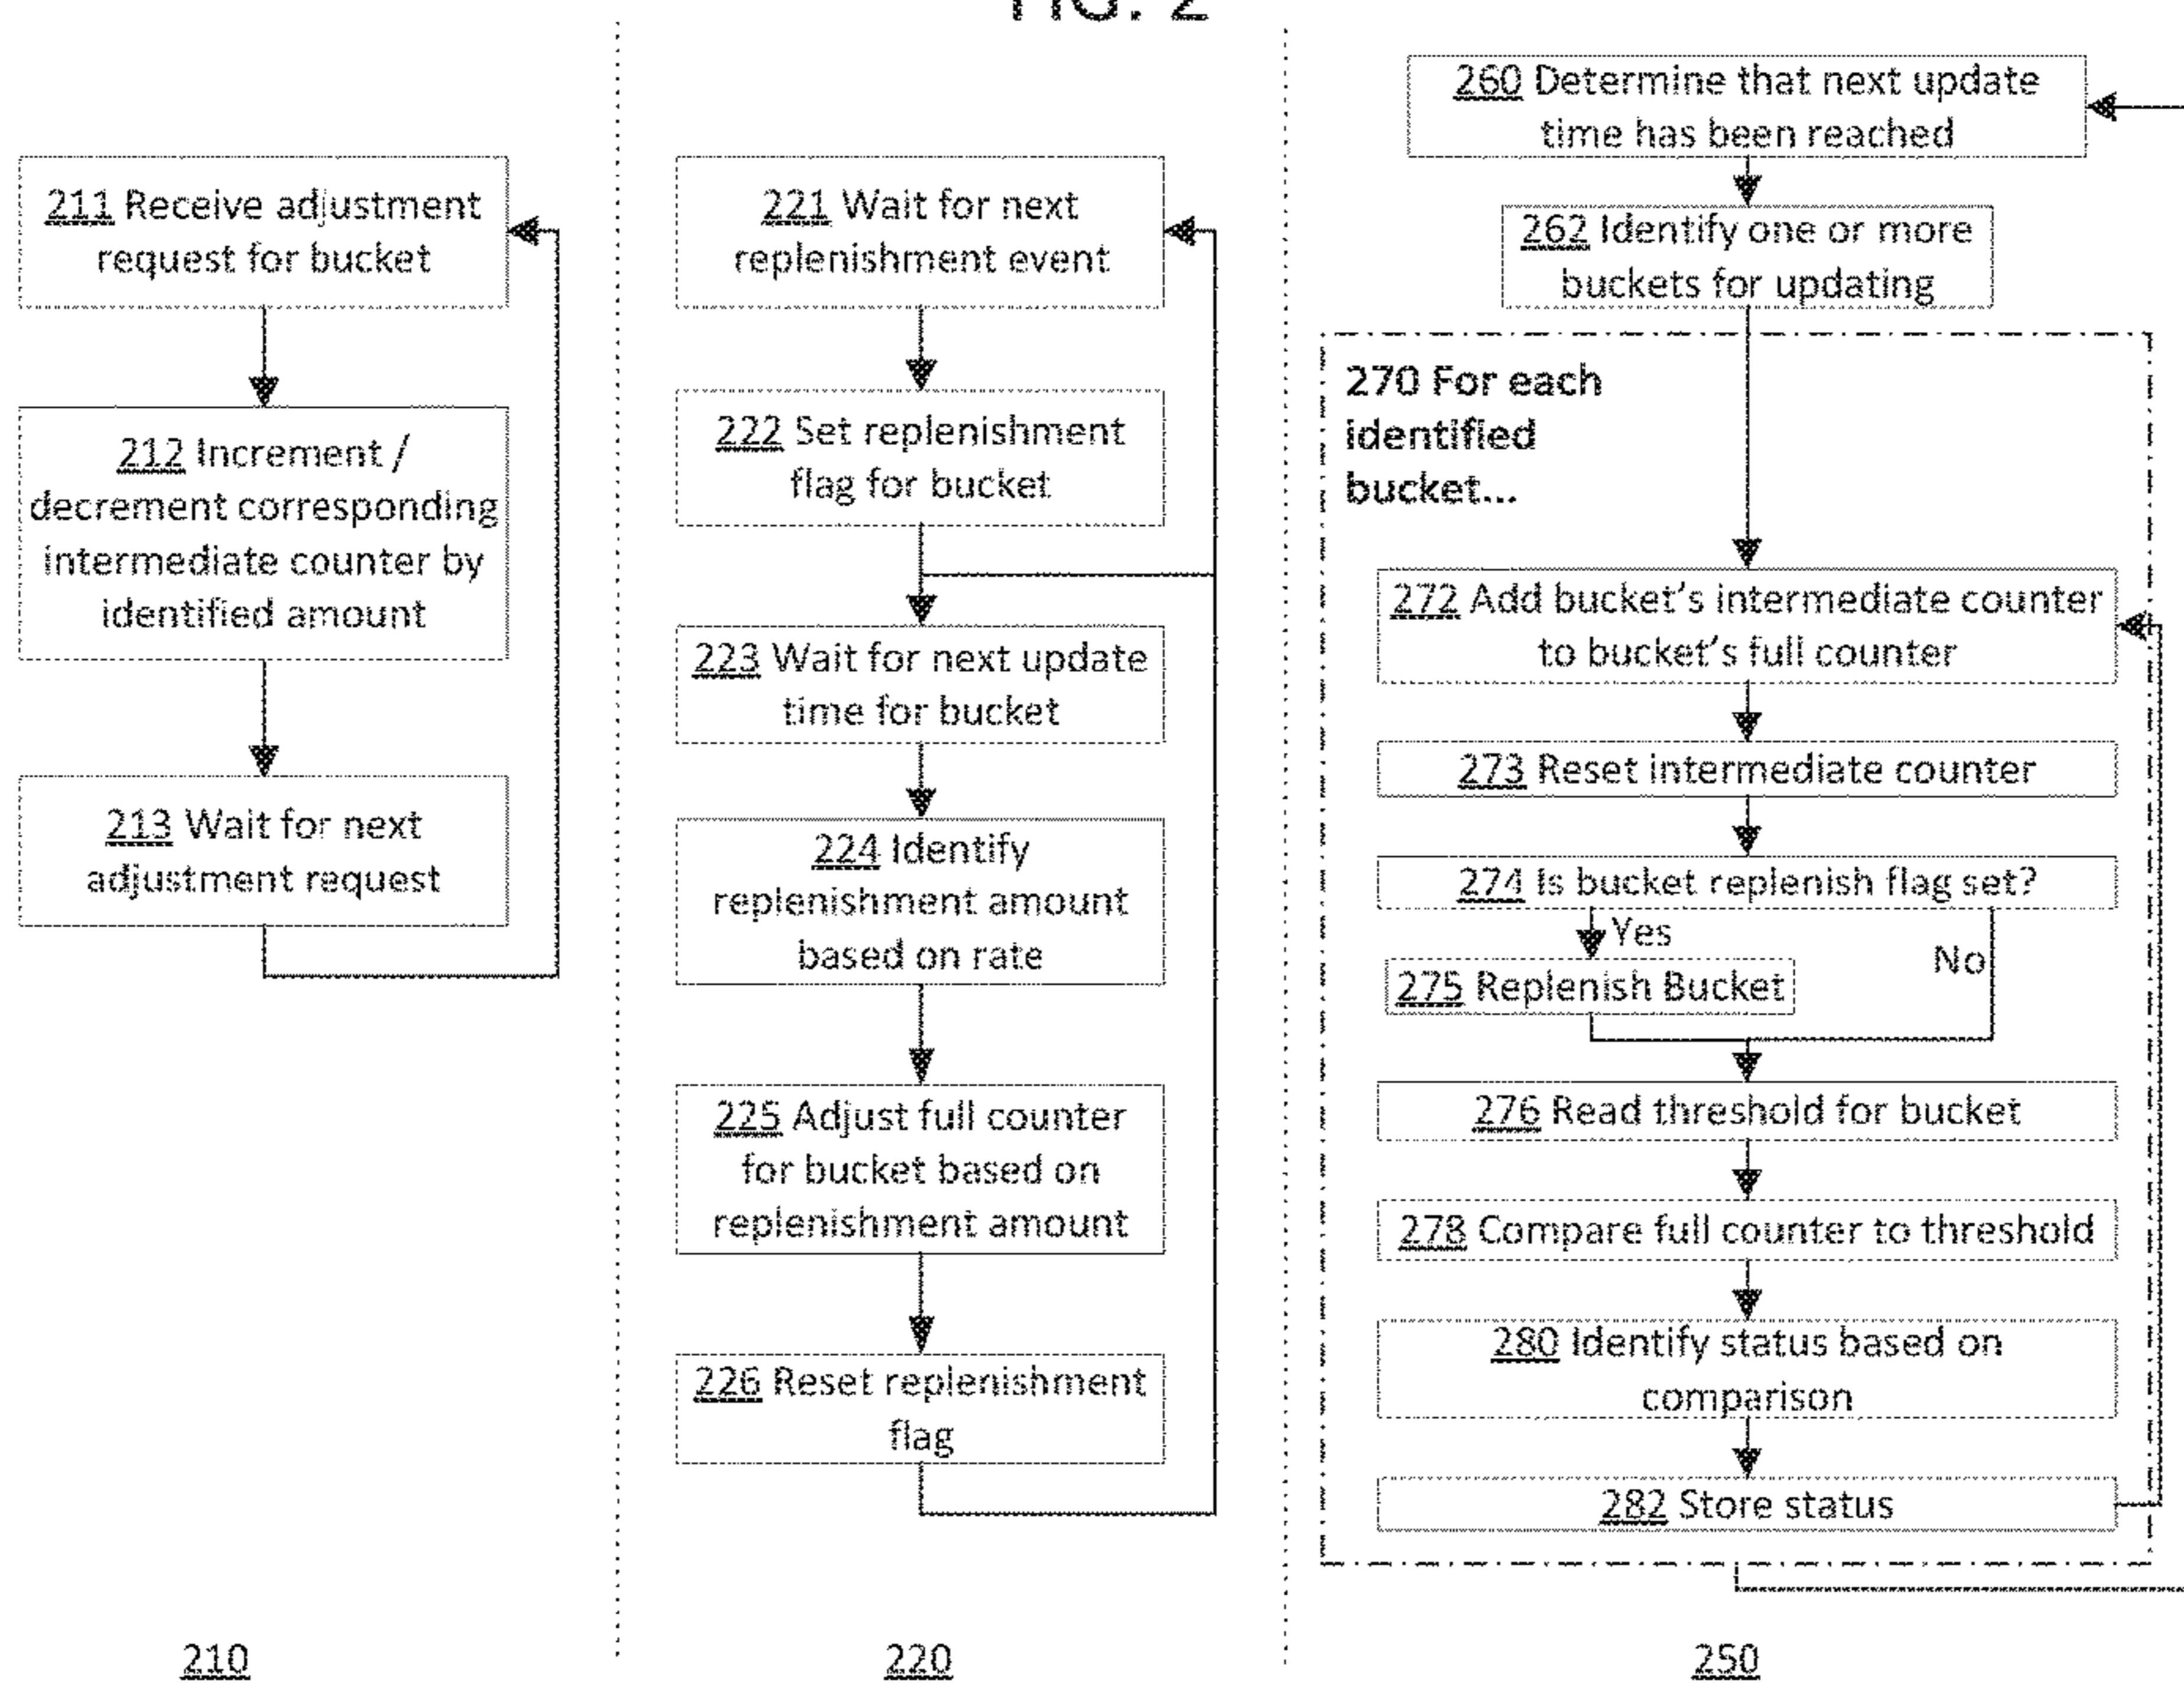 FIG. 2
211 Receive adjustment
request for bucket
212 Increment /
decrement corresponding
intermediate counter by
identified amount
213 Wait for next
adjustment request
210
221 Wait for next
replenishment event
222 Set replenishment
flag for bucket
223 Wait for next update
time for bucket
224 Identify
replenishment amount
based on rate
225 Adjust full counter
for bucket based on
replenishment amount
226 Reset replenishment
flag
220
260 Determine that next update
time has been reached
262 Identify one or more
buckets for updating
270 For each
identified
bucket...
272 Add bucket's intermediate counter
to bucket's full counter
273 Reset intermediate counter
274 Is bucket replenish flag set?
Yes
No
275 Replenish Bucket
276 Read threshold for bucket
278 Compare full counter to threshold
280 Identify status based on
comparison
282 Store status
250